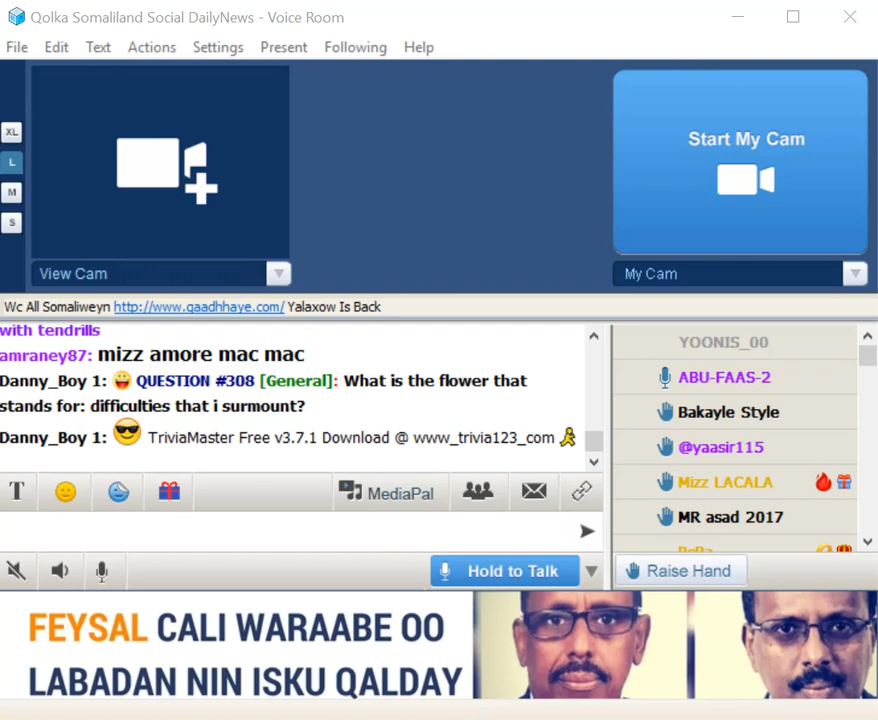 Qolka Somaliland Social DailyNews - Voice Room
File Edit Text Actions Settings Present Following Help
XL
L
M
S
Start My Cam
View Cam
My Cam
Wc All Somaliweyn http://www.qaadhhaye.com/ Yalaxow Is Back
with tendrills
amraney87: mizz amore mac mac
Danny_Boy 1: QUESTION #308 [General]: What is the flower that
stands for: difficulties that i surmount?
Danny_Boy 1: TriviaMaster Free v3.7.1 Download @ www_trivia123_com
YOONIS_00
ABU-FAAS-2
Bakayle Style
@yaasir115
Mizz LACALA
MR asad 2017
T MediaPal
Hold to Talk
Raise Hand
FEYSAL CALI WARAABE OO
LABADAN NIN ISKU QALDAY